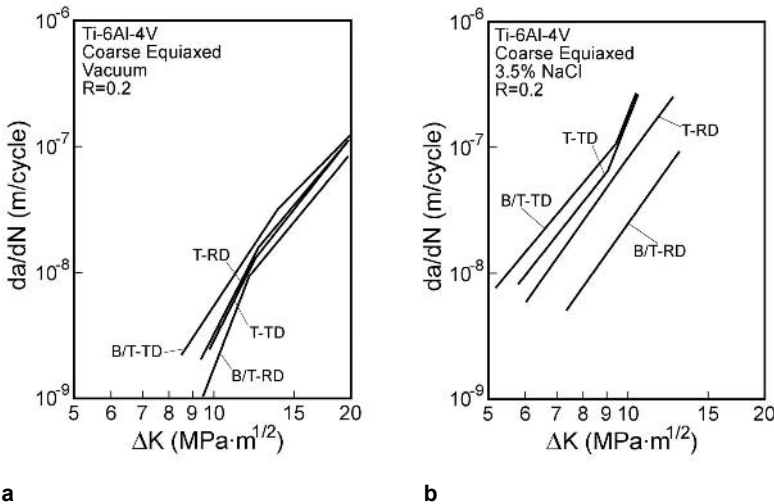 Ti-6Al-4V
Coarse Equiaxed
Vacuum
R=0.2
10⁻⁶
10⁻⁷
10⁻⁸
10⁻⁹
da/dN (m/cycle)
T-RD
T-TD
B/T-TD
B/T-RD
5 6 7 8 9 10 15 20
ΔK (MPa·m^1/2)
a
Ti-6Al-4V
Coarse Equiaxed
3.5% NaCl
R=0.2
10⁻⁶
10⁻⁷
10⁻⁸
10⁻⁹
da/dN (m/cycle)
T-RD
T-TD
B/T-TD
B/T-RD
5 6 7 8 9 10 15 20
ΔK (MPa·m^1/2)
b